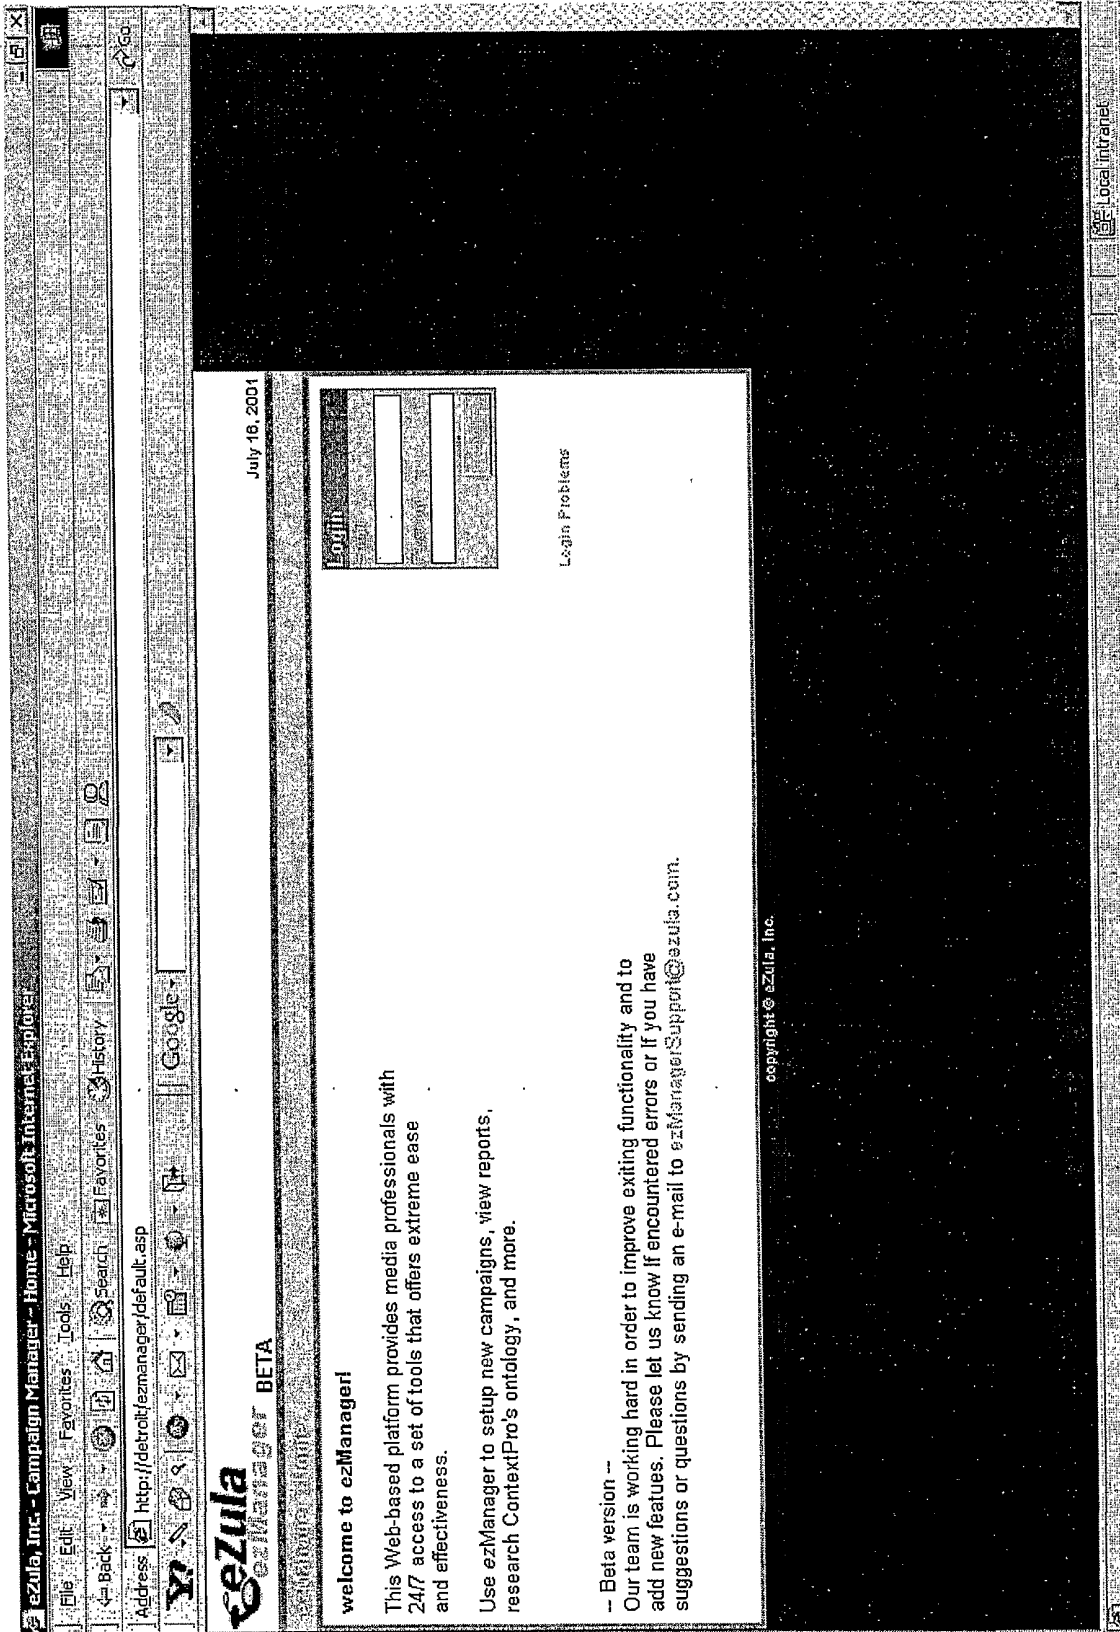 eZula, Inc. - Campaign Manager - Home - Microsoft Internet Explorer
File Edit View Favorites Tools Help
Back Search Favorites History
Address http://detroit/ezmanager/default.asp Go
Y! Google
eZula
ezManager BETA
July 16, 2001
welcome to ezManager!
Login
This Web-based platform provides media professionals with
24/7 access to a set of tools that offers extreme ease
and effectiveness.
Use ezManager to setup new campaigns, view reports,
research ContextPro's ontology, and more.
Login Problems
-- Beta version --
Our team is working hard in order to improve exiting functionality and to
add new featues. Please let us know If encountered errors or If you have
suggestions or questions by sending an e-mail to ezManagerSupport@ezula.com.
copyright © eZula, Inc.
Local intranet